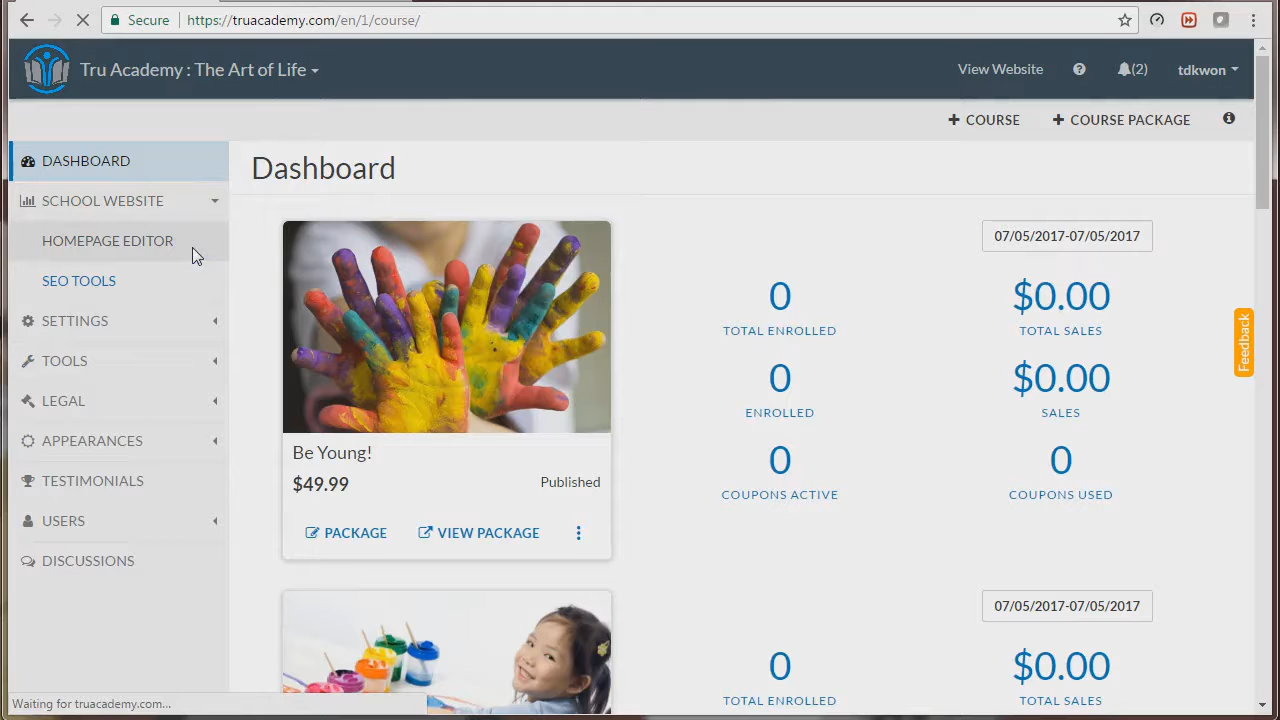 Secure https://truacademy.com/en/1/course/
Tru Academy : The Art of Life
View Website
(2)
tdkwon
+ COURSE
+ COURSE PACKAGE
DASHBOARD
SCHOOL WEBSITE
HOMEPAGE EDITOR
SEO TOOLS
SETTINGS
TOOLS
LEGAL
APPEARANCES
TESTIMONIALS
USERS
DISCUSSIONS
Dashboard
Be Young!
$49.99
Published
PACKAGE
VIEW PACKAGE
07/05/2017-07/05/2017
0
TOTAL ENROLLED
$0.00
TOTAL SALES
0
ENROLLED
$0.00
SALES
0
COUPONS ACTIVE
0
COUPONS USED
07/05/2017-07/05/2017
0
TOTAL ENROLLED
$0.00
TOTAL SALES
Feedback
Waiting for truacademy.com...